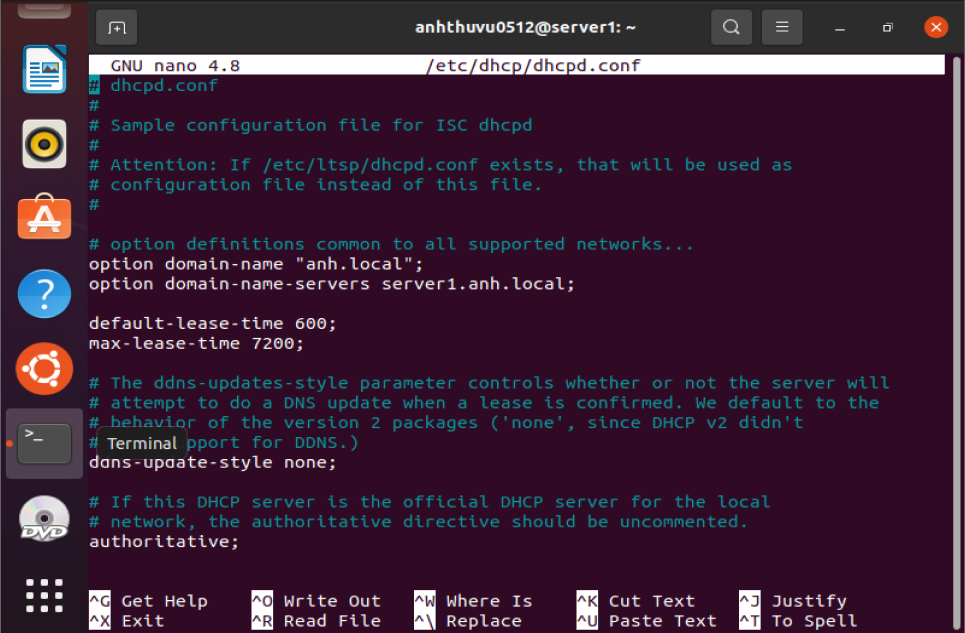 anhthuvu0512@server1: ~
GNU nano 4.8 /etc/dhcp/dhcpd.conf
# dhcpd.conf
#
# Sample configuration file for ISC dhcpd
#
# Attention: If /etc/ltsp/dhcpd.conf exists, that will be used as
# configuration file instead of this file.
#
# option definitions common to all supported networks...
option domain-name "anh.local";
option domain-name-servers server1.anh.local;
default-lease-time 600;
max-lease-time 7200;
# The ddns-updates-style parameter controls whether or not the server will
# attempt to do a DNS update when a lease is confirmed. We default to the
# behavior of the version 2 packages ('none', since DHCP v2 didn't
# pport for DDNS.)
Terminal
ddns-update-style none;
# If this DHCP server is the official DHCP server for the local
# network, the authoritative directive should be uncommented.
authoritative;
^G Get Help ^O Write Out ^W Where Is ^K Cut Text ^J Justify
^X Exit ^R Read File ^\ Replace ^U Paste Text ^T To Spell
DVD